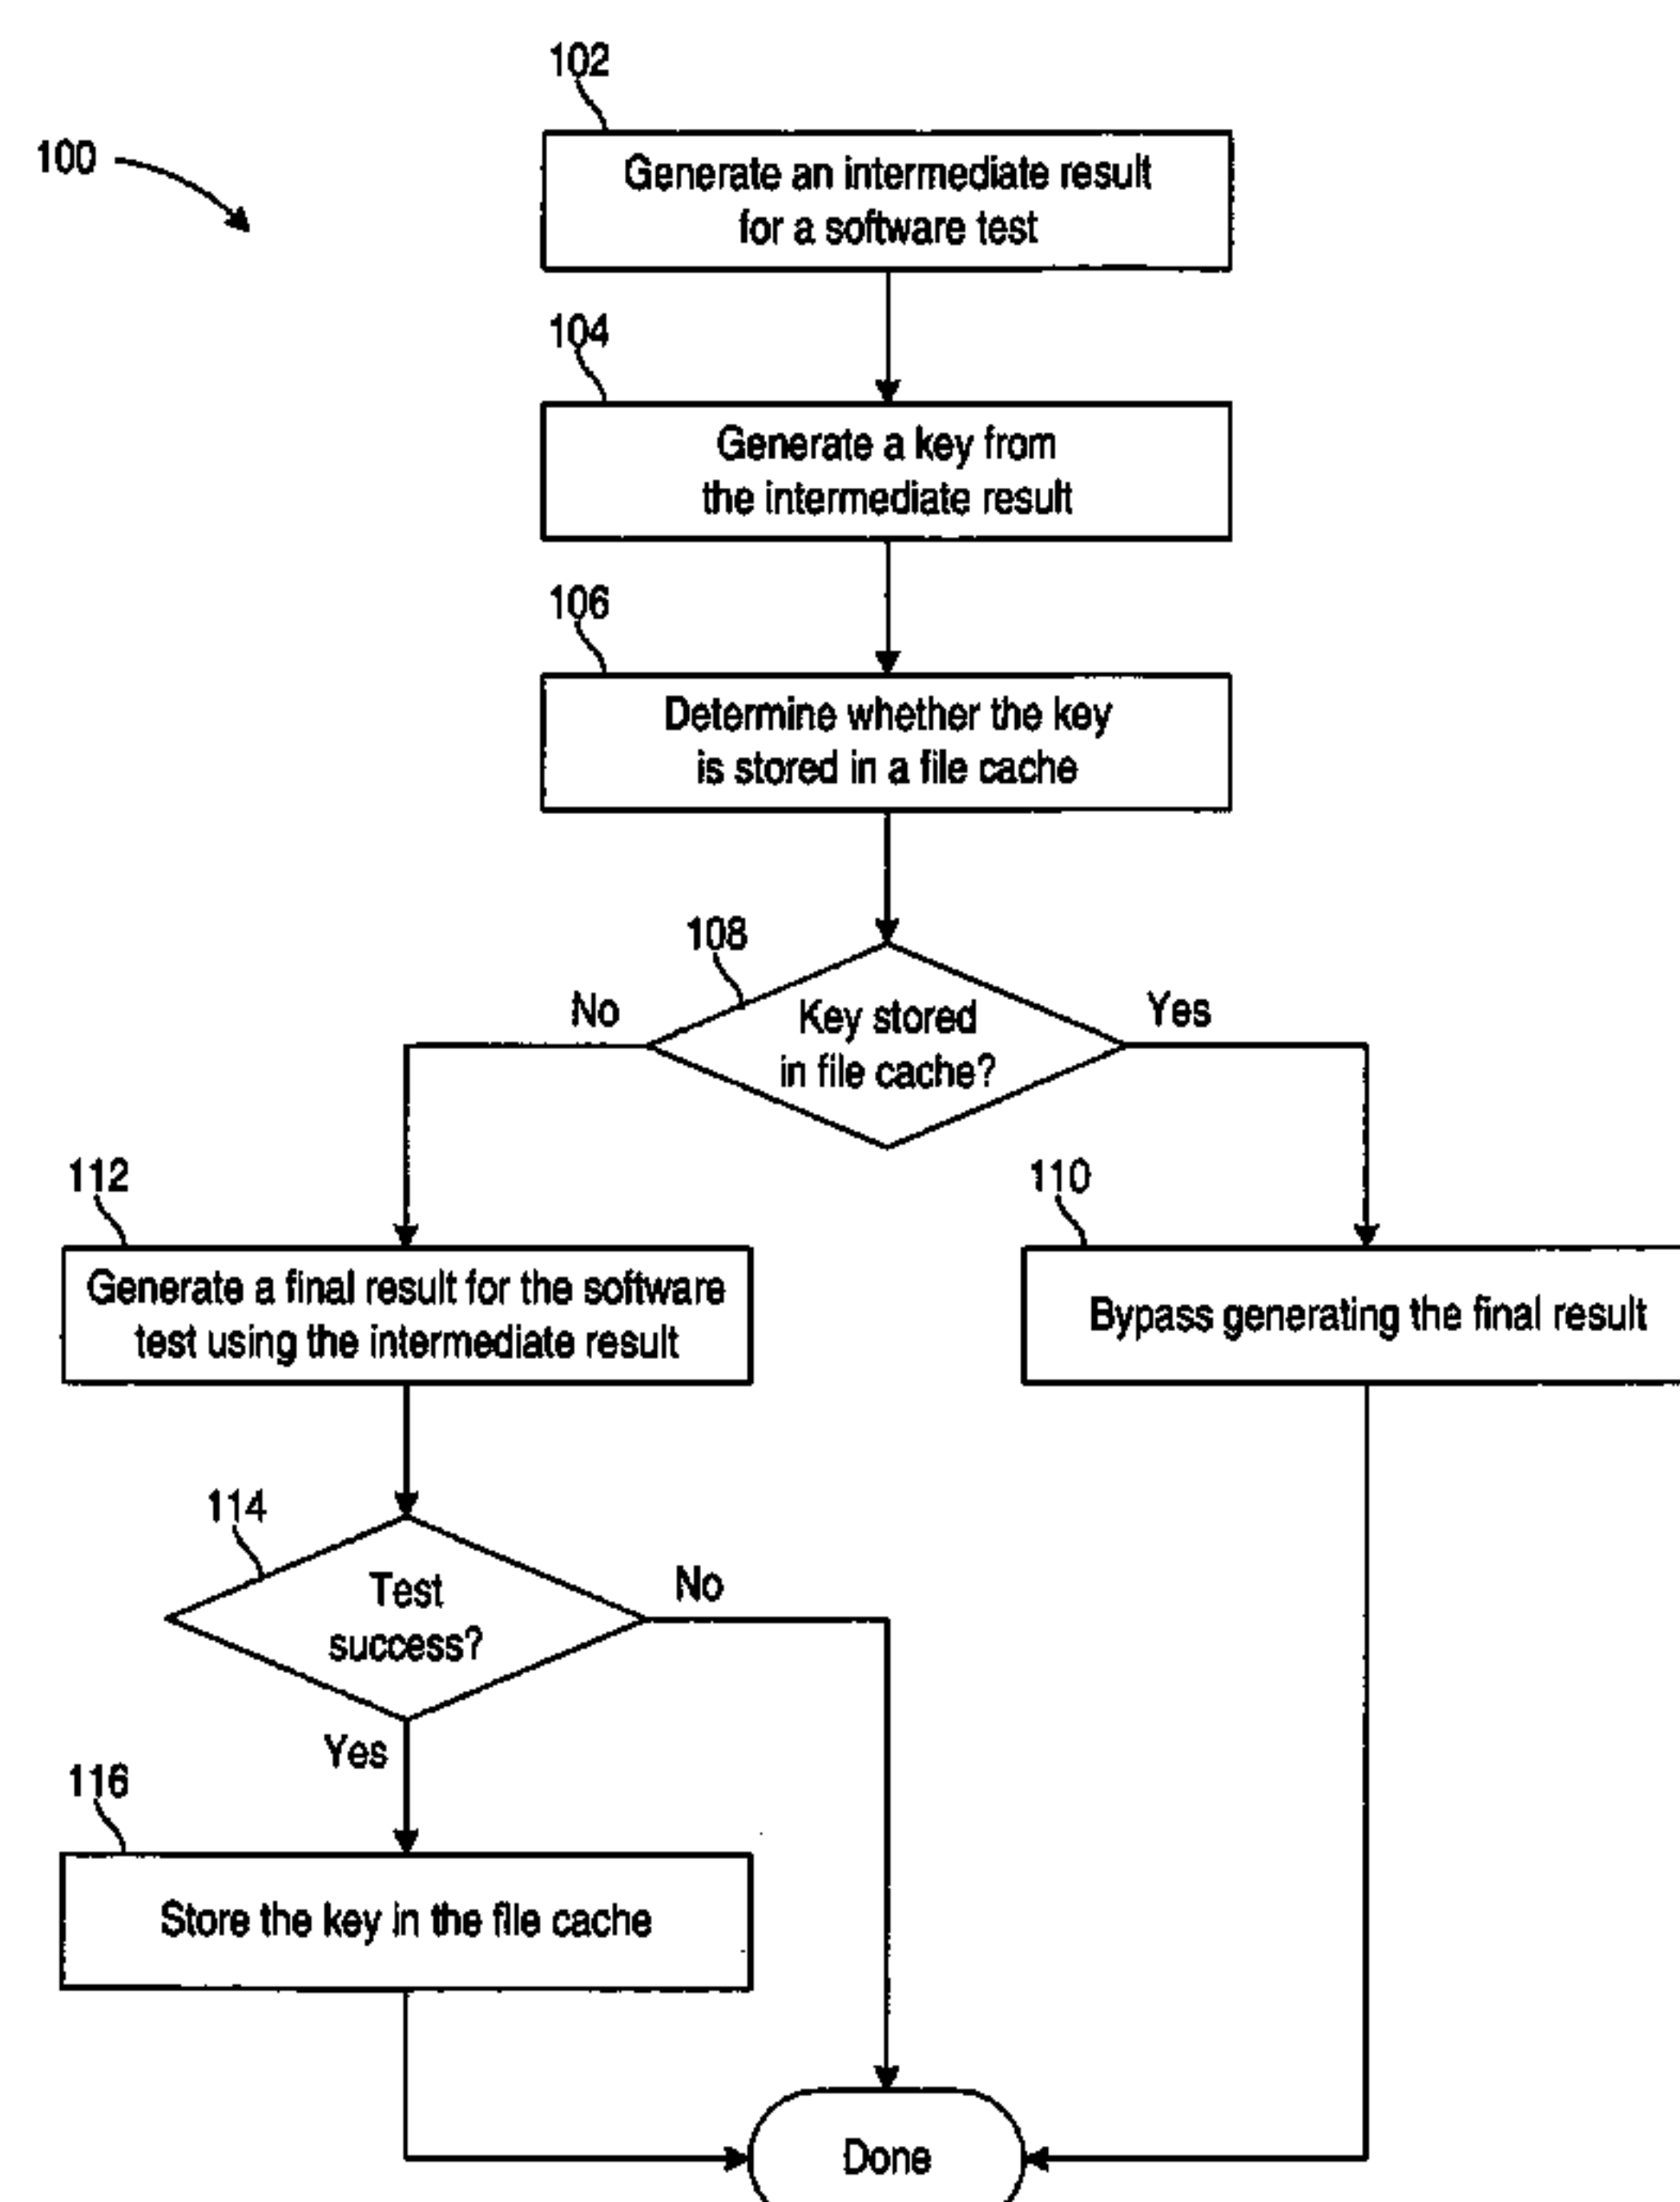 102
100
Generate an intermediate result
for a software test
104
Generate a key from
the intermediate result
106
Determine whether the key
is stored in a file cache
108
No
Yes
Key stored
in file cache?
112
110
Generate a final result for the software
test using the intermediate result
Bypass generating the final result
114
Test
success?
No
Yes
116
Store the key in the file cache
Done